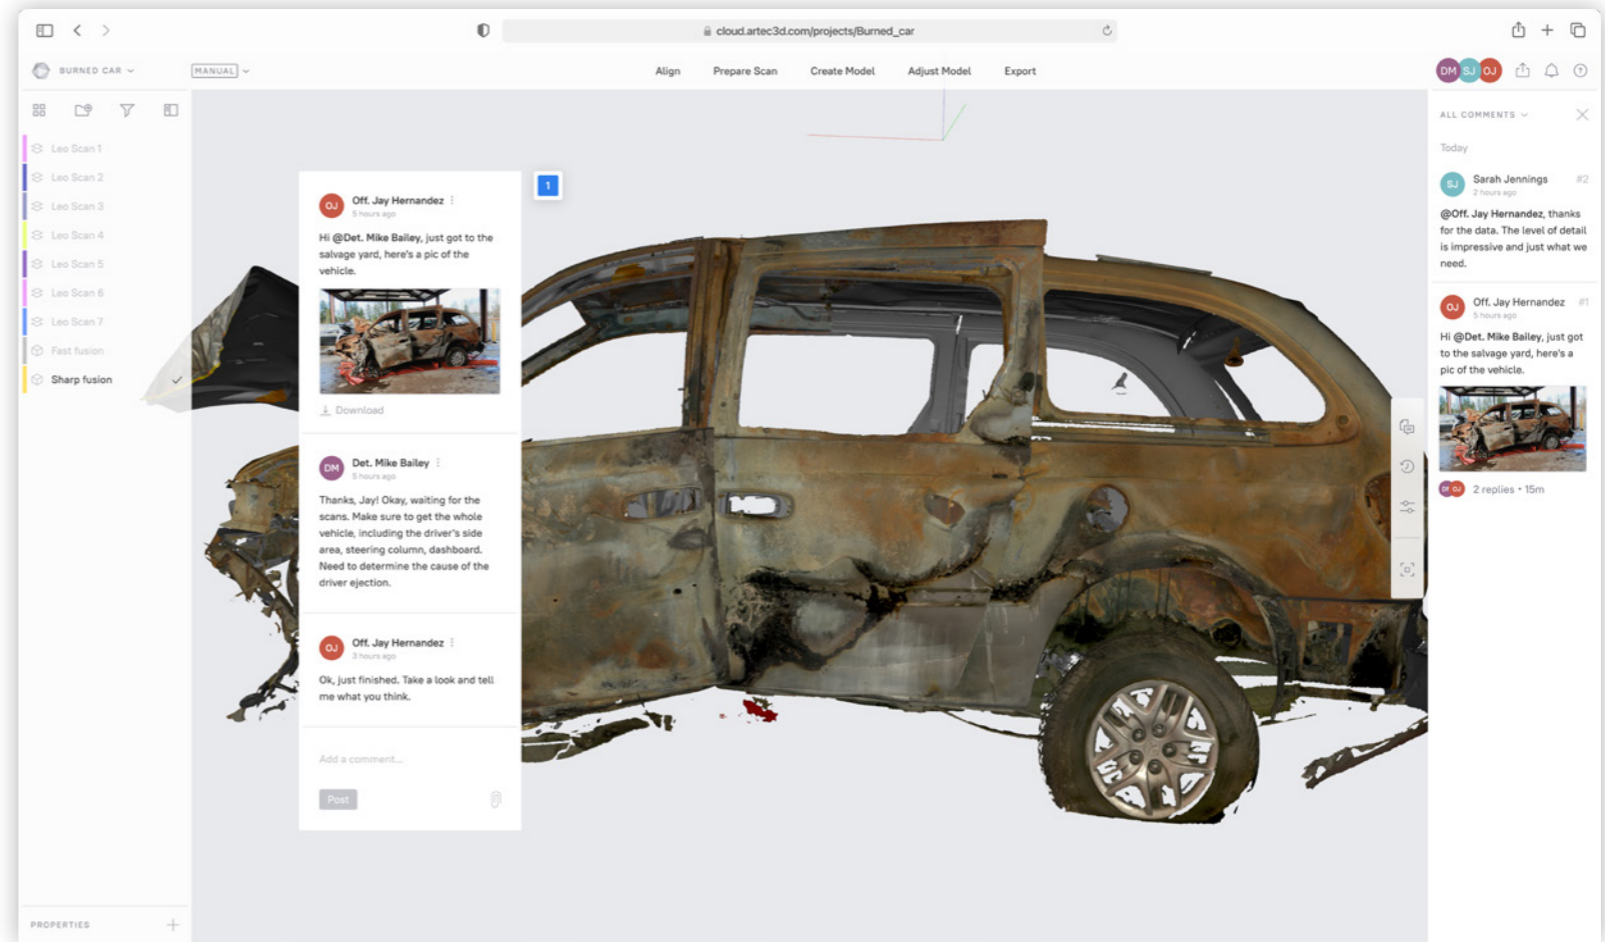 cloud.artec3d.com/projects/Burned_car
BURNED CAR
MANUAL
Align
Prepare Scan
Create Model
Adjust Model
Export
DM
SJ
OJ
Leo Scan 1
Leo Scan 2
Leo Scan 3
Leo Scan 4
Leo Scan 5
Leo Scan 6
Leo Scan 7
Fast fusion
Sharp fusion
PROPERTIES
1
OJ
Off. Jay Hernandez
5 hours ago
Hi @Det. Mike Bailey, just got to the
salvage yard, here's a pic of the
vehicle.
Download
DM
Det. Mike Bailey
5 hours ago
Thanks, Jay! Okay, waiting for the
scans. Make sure to get the whole
vehicle, including the driver's side
area, steering column, dashboard.
Need to determine the cause of the
driver ejection.
OJ
Off. Jay Hernandez
3 hours ago
Ok, just finished. Take a look and tell
me what you think.
Add a comment...
Post
ALL COMMENTS
Today
SJ
Sarah Jennings #2
2 hours ago
@Off. Jay Hernandez, thanks
for the data. The level of detail
is impressive and just what we
need.
OJ
Off. Jay Hernandez #1
5 hours ago
Hi @Det. Mike Bailey, just got
to the salvage yard, here's a
pic of the vehicle.
OJ
2 replies • 15m